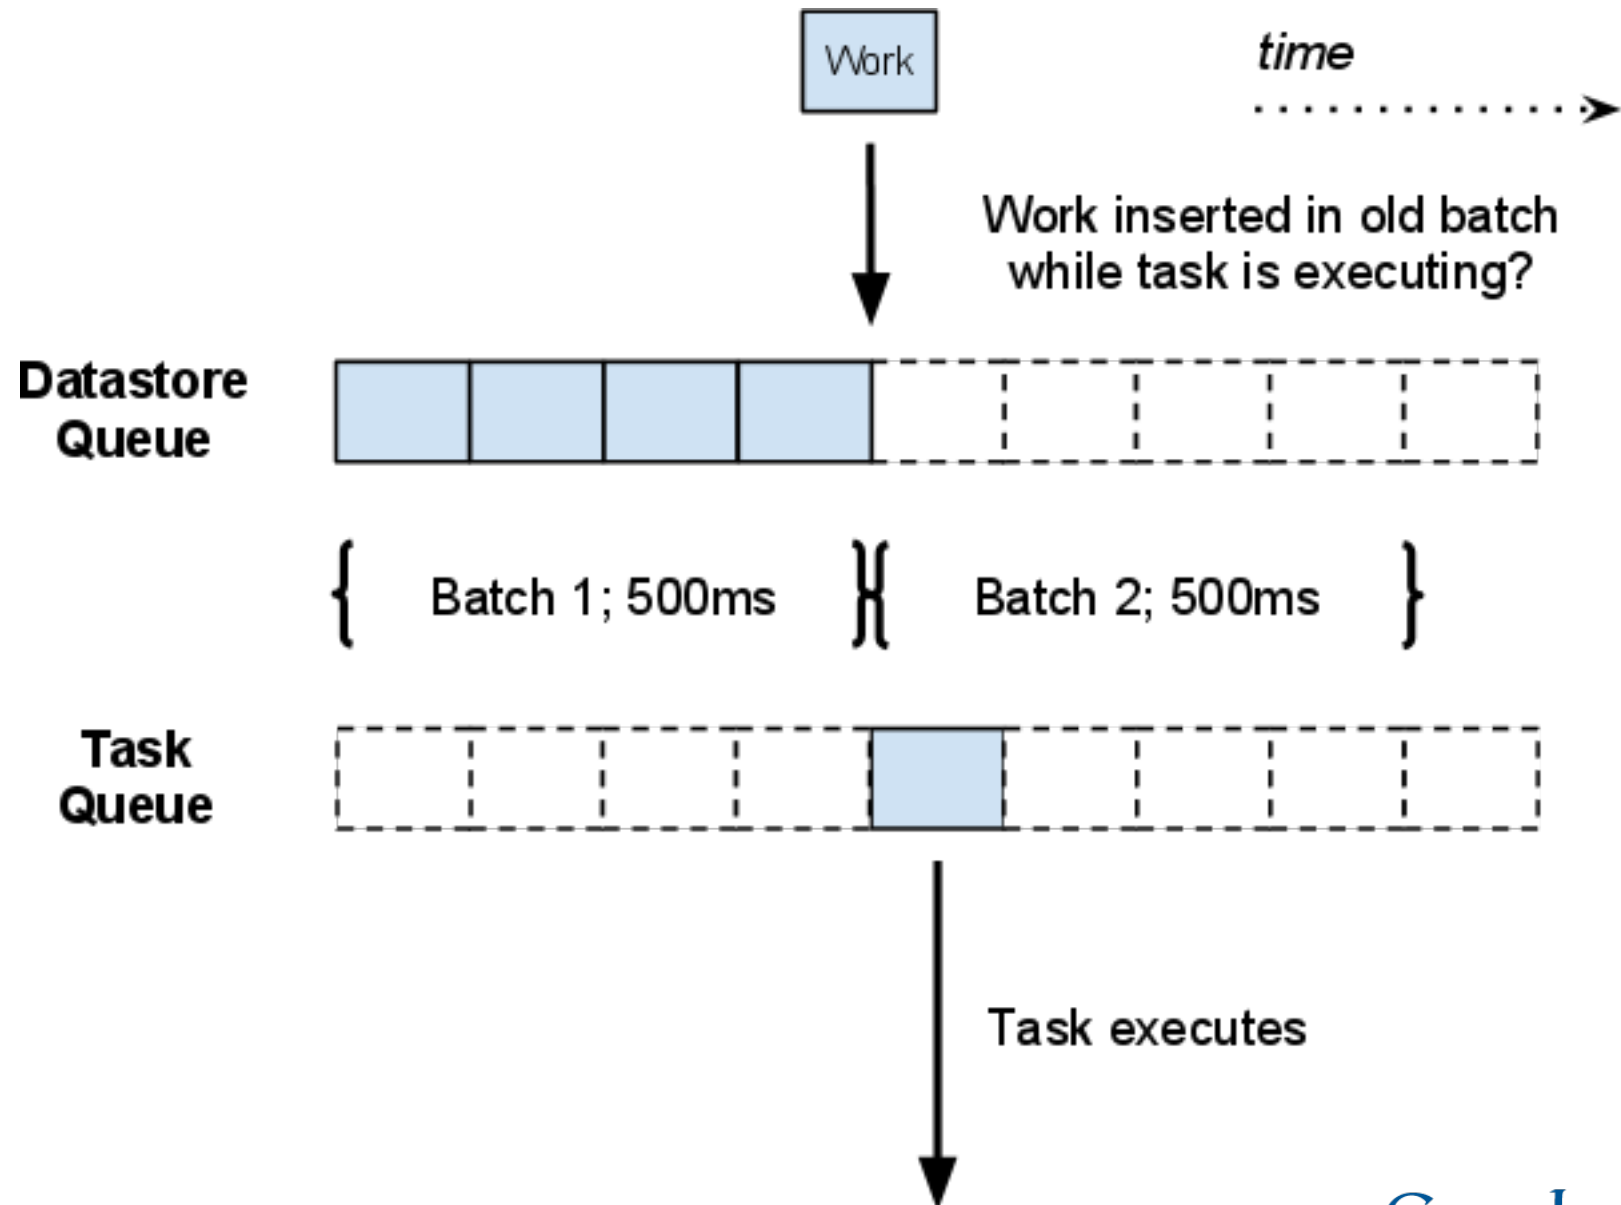 Work
time
Work inserted in old batch
while task is executing?
Datastore
Queue
{ Batch 1; 500ms }{ Batch 2; 500ms }
Task
Queue
Task executes